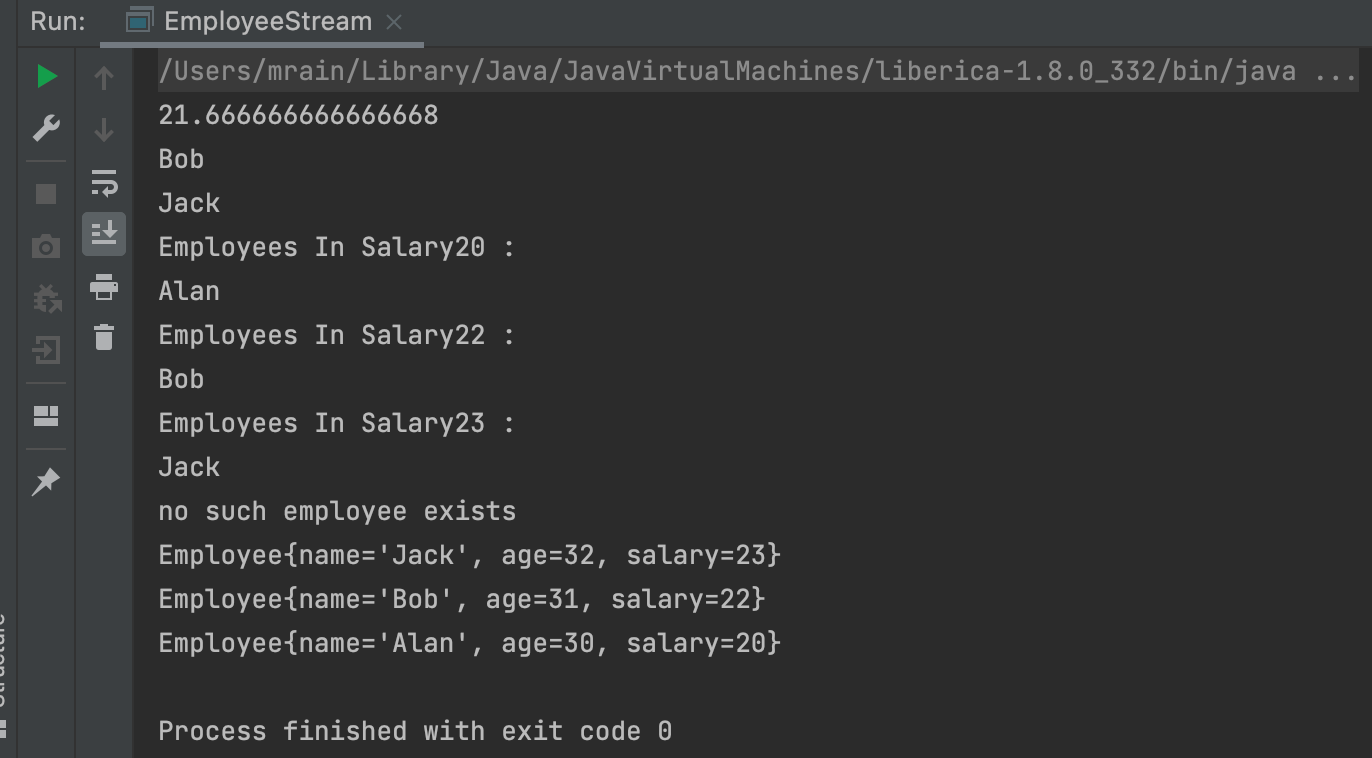 Run: EmployeeStream
/Users/mrain/Library/Java/JavaVirtualMachines/liberica-1.8.0_332/bin/java ...
21.666666666666668
Bob
Jack
Employees In Salary20 :
Alan
Employees In Salary22 :
Bob
Employees In Salary23 :
Jack
no such employee exists
Employee{name='Jack', age=32, salary=23}
Employee{name='Bob', age=31, salary=22}
Employee{name='Alan', age=30, salary=20}
Process finished with exit code 0
Structure